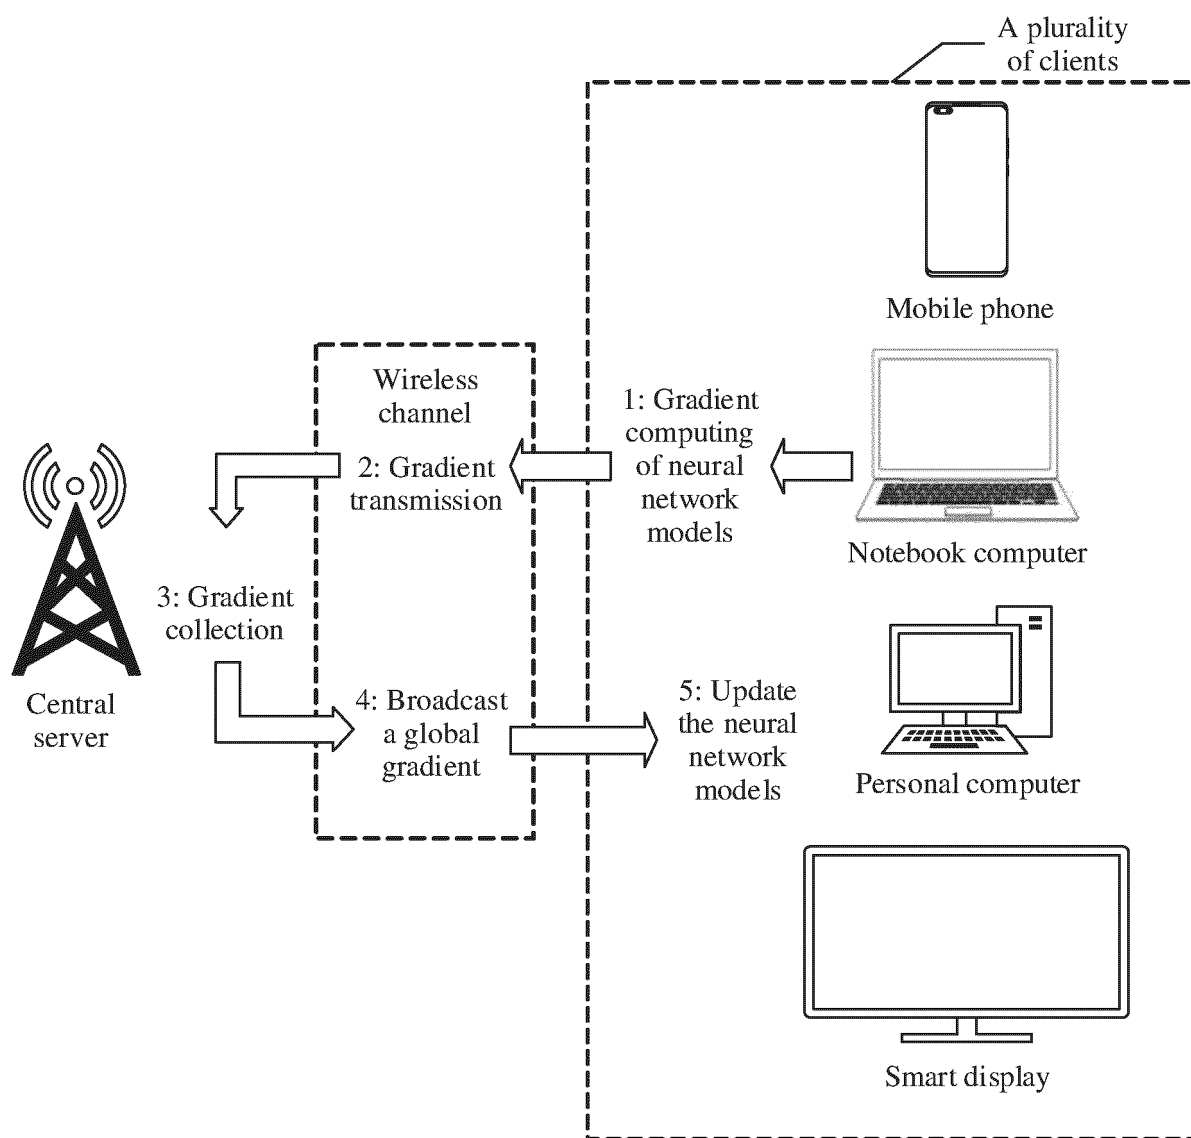 A plurality
of clients
Mobile phone
Wireless
channel
1: Gradient
computing
of neural
network
models
2: Gradient
transmission
Notebook computer
3: Gradient
collection
Central
server
4: Broadcast
a global
gradient
5: Update
the neural
network
models
Personal computer
Smart display